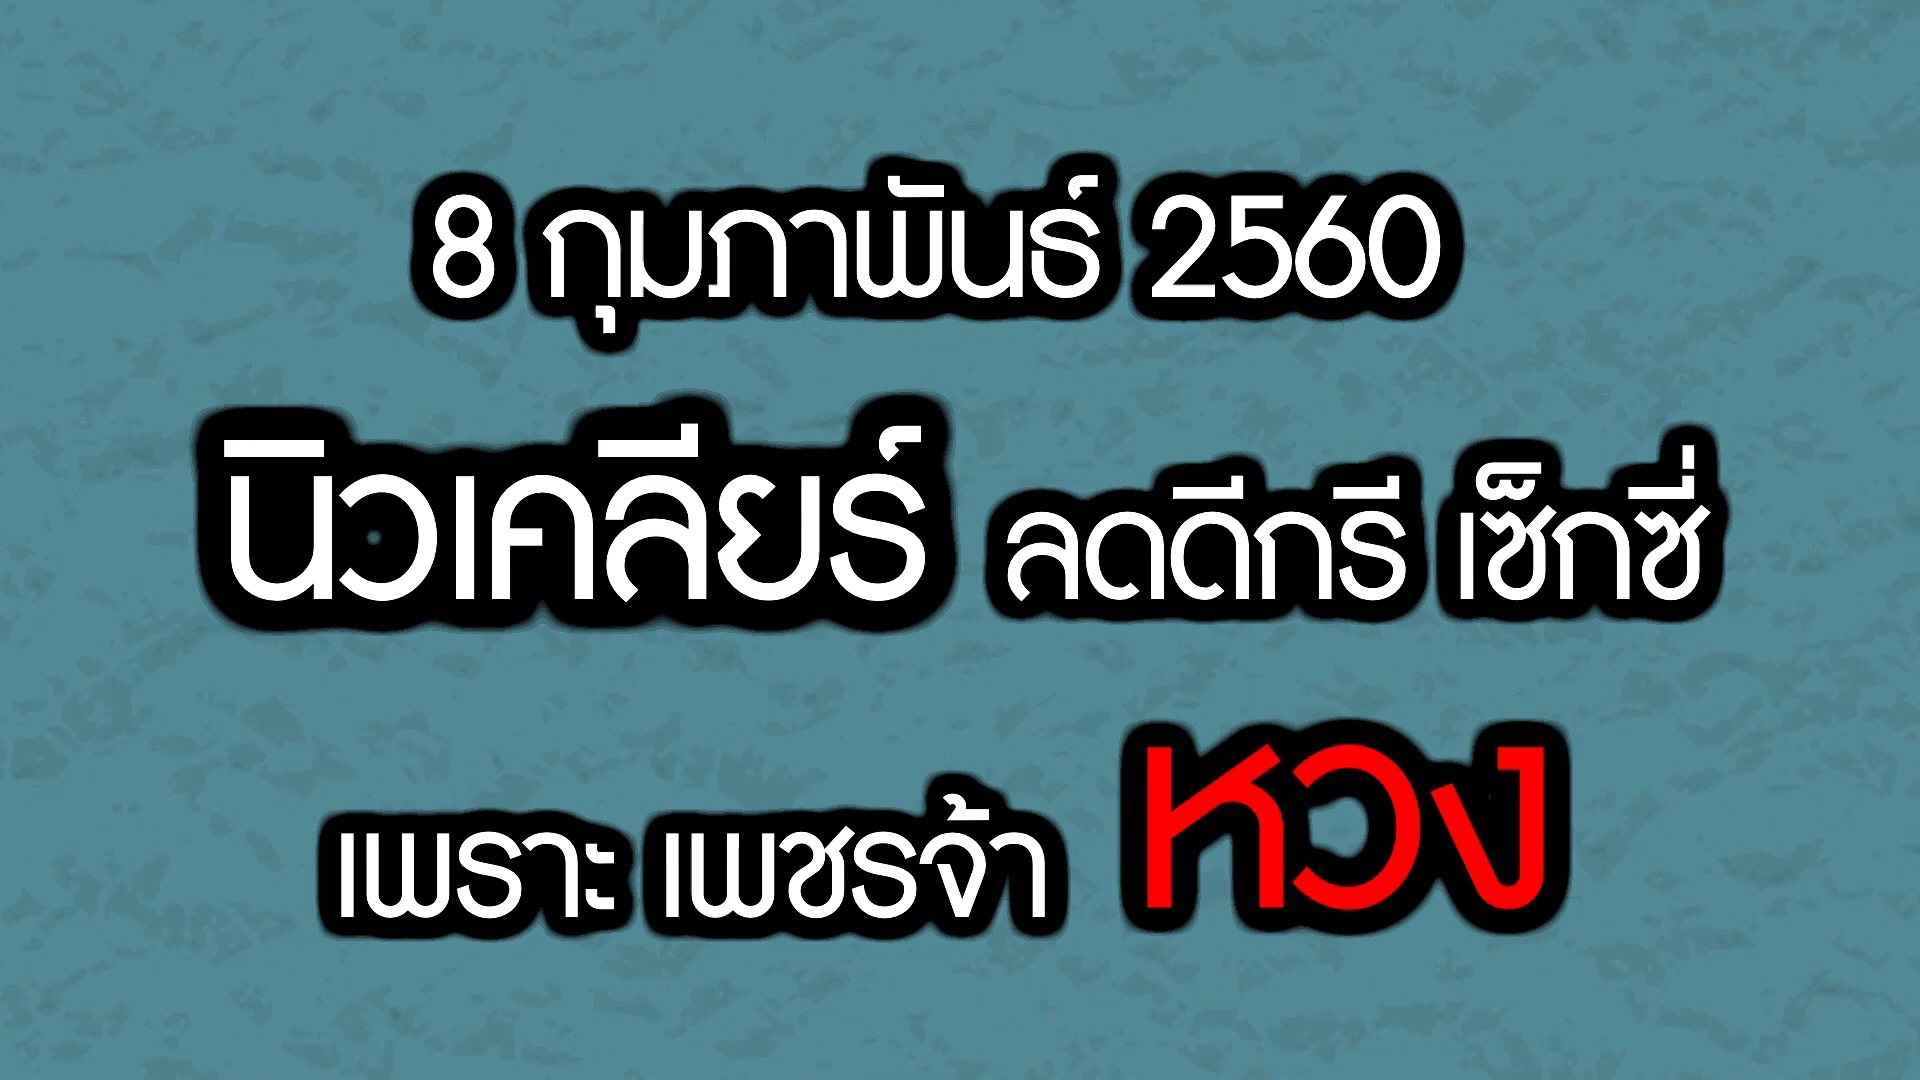 8 กุมภาพันธ์ 2560
นิวเคลียร์ ลดดีกรี เซ็กซี่
เพราะ เพชรจ้า หวง